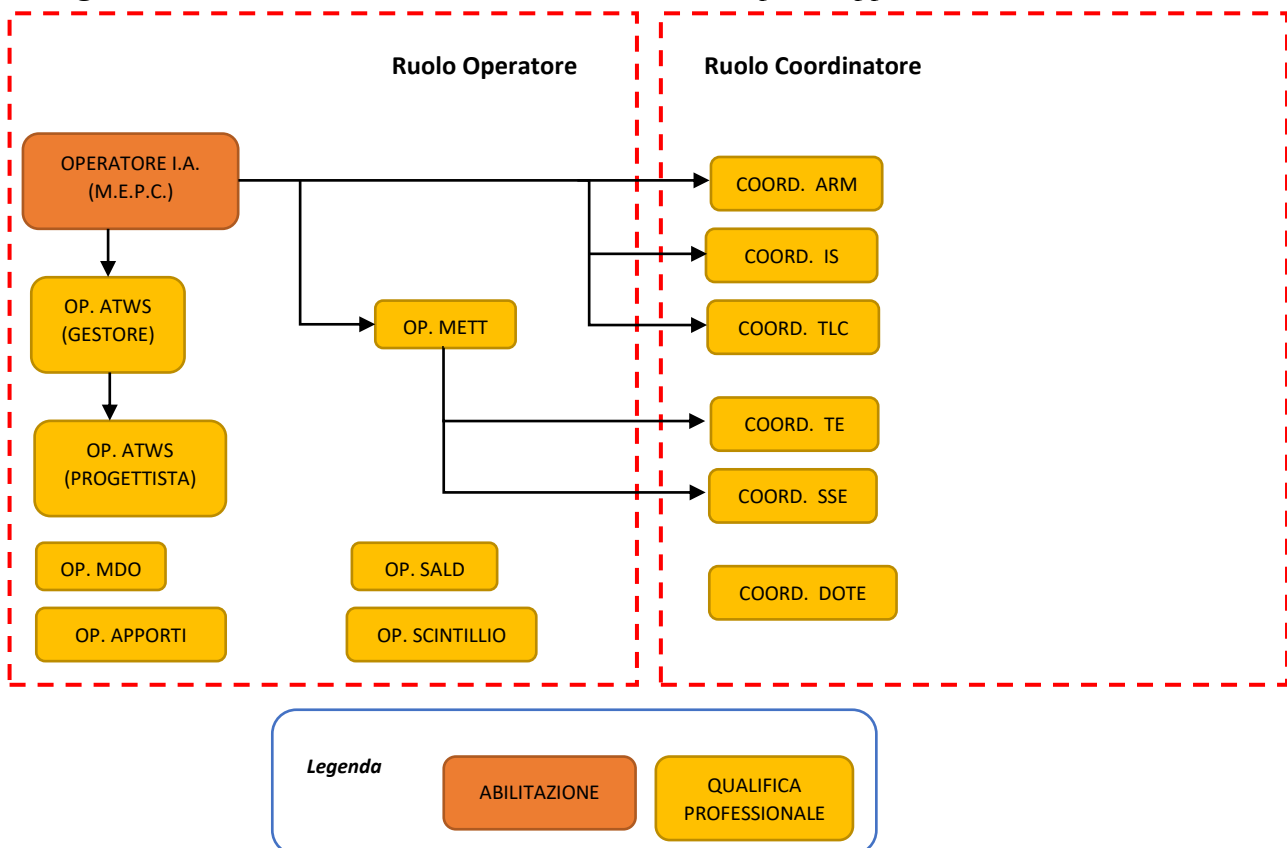 Ruolo Operatore
Ruolo Coordinatore
OPERATORE I.A.
(M.E.P.C.)
COORD. ARM
COORD. IS
OP. ATWS
(GESTORE)
OP. METT
COORD. TLC
OP. ATWS
(PROGETTISTA)
COORD. TE
COORD. SSE
OP. MDO
OP. SALD
COORD. DOTE
OP. APPORTI
OP. SCINTILLIO
Legenda
ABILITAZIONE
QUALIFICA
PROFESSIONALE